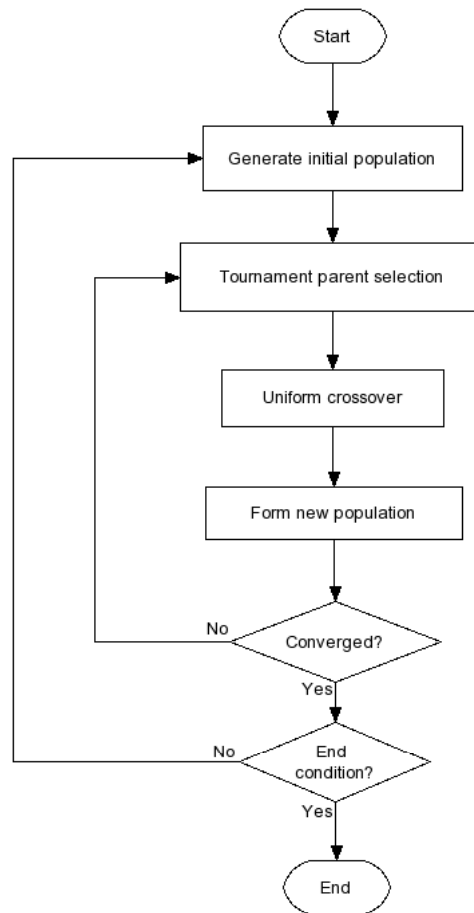 Start
Generate initial population
Tournament parent selection
Uniform crossover
Form new population
No
Converged?
Yes
No
End
condition?
Yes
End